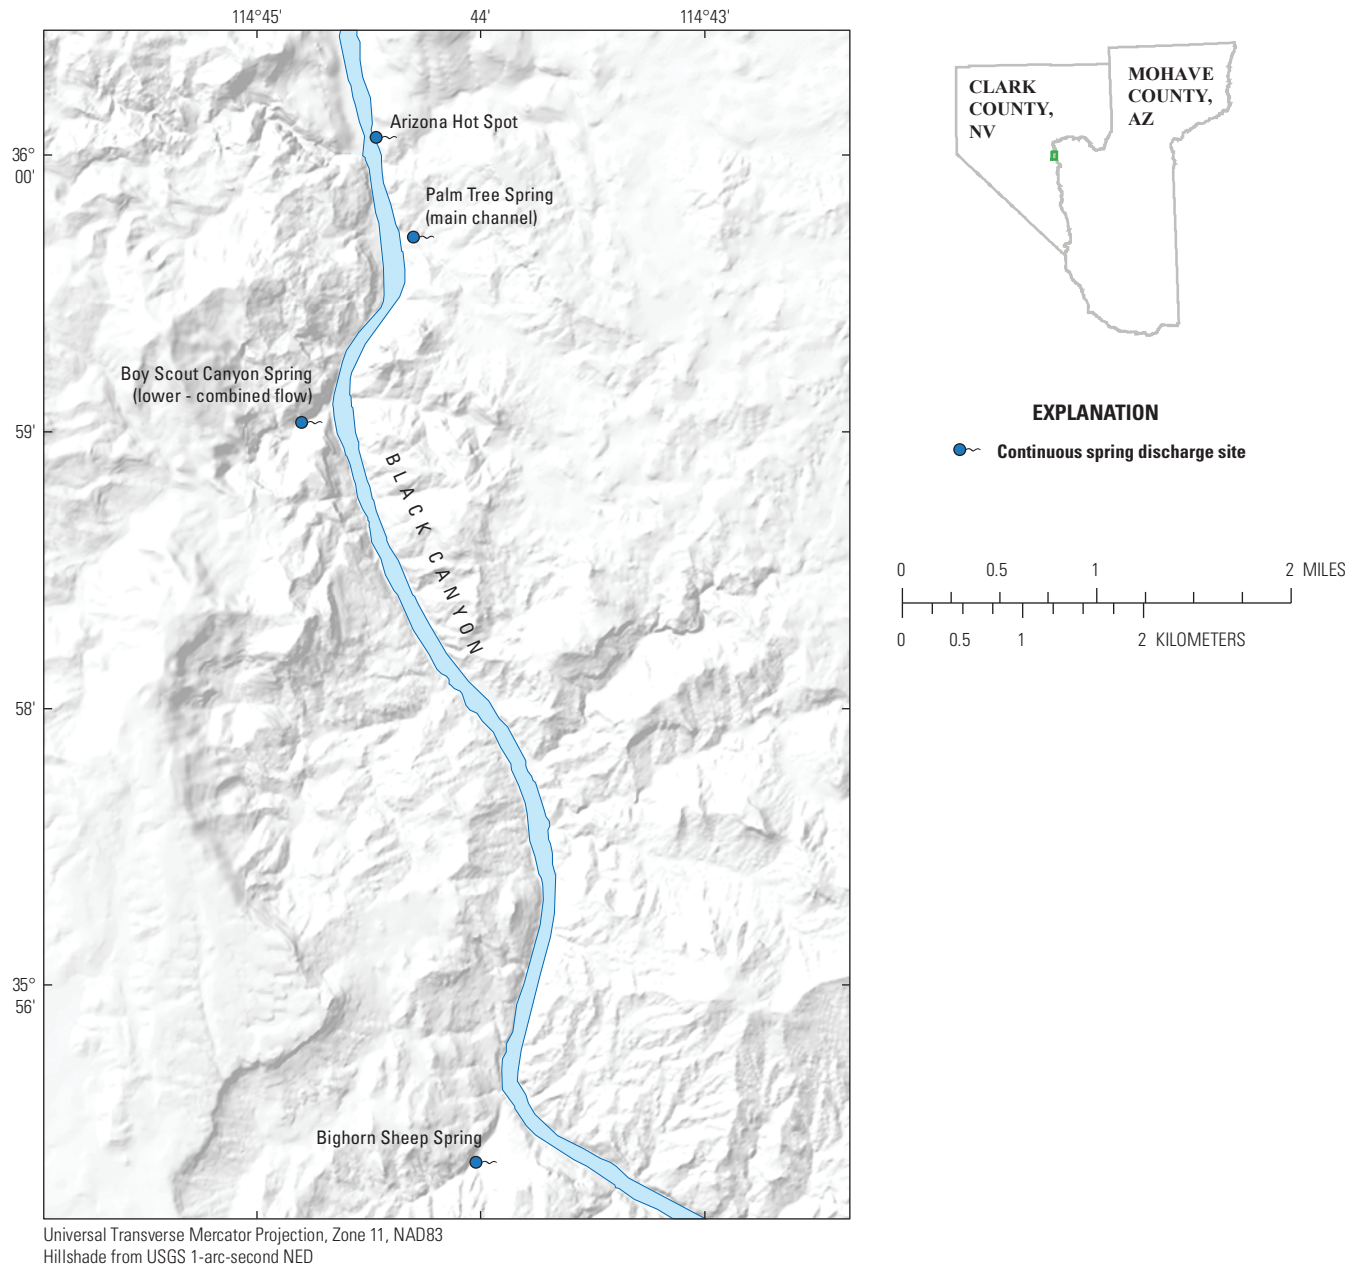 114°45'
44'
114°43'
Arizona Hot Spot
36°
00'
Palm Tree Spring
(main channel)
Boy Scout Canyon Spring
(lower - combined flow)
59'
BLACK CANYON
58'
35°
56'
Bighorn Sheep Spring
Universal Transverse Mercator Projection, Zone 11, NAD83
Hillshade from USGS 1-arc-second NED
CLARK
COUNTY,
NV
MOHAVE
COUNTY,
AZ
EXPLANATION
Continuous spring discharge site
0 0.5 1 2 MILES
0 0.5 1 2 KILOMETERS